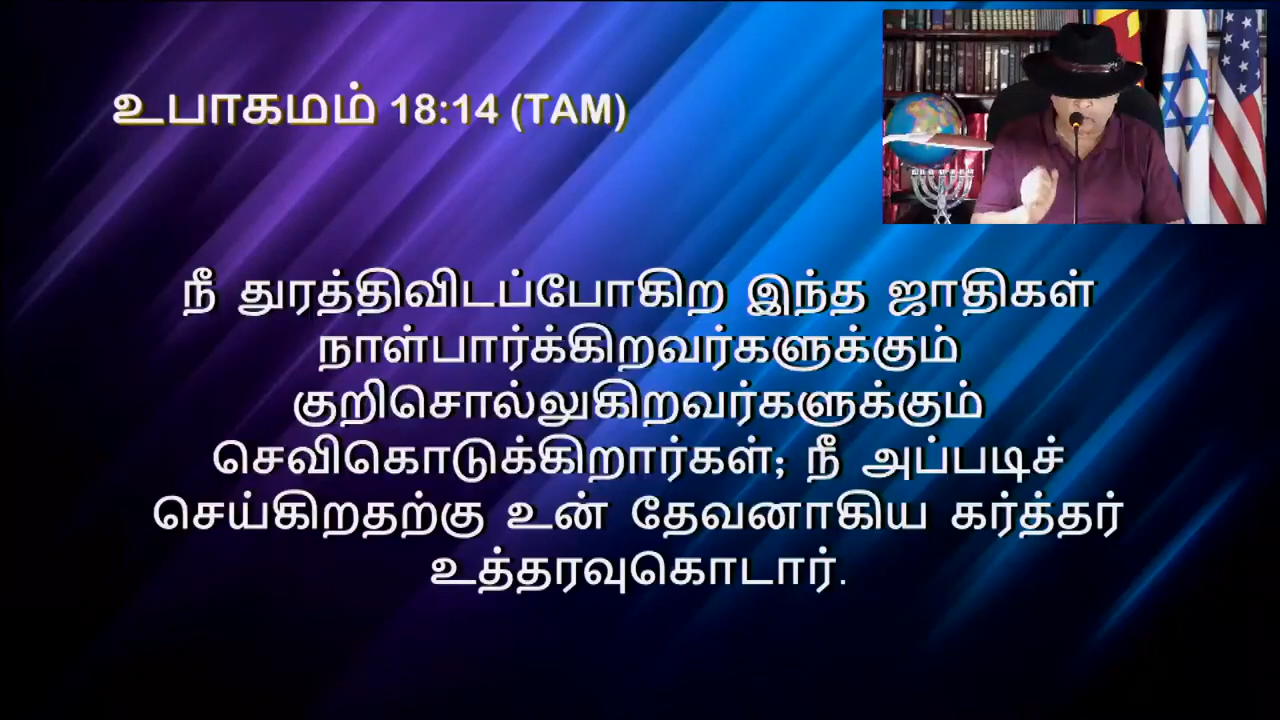 உபாகமம் 18:14 (TAM)
நீ துரத்திவிடப்போகிற இந்த ஜாதிகள்
நாள்பார்க்கிறவர்களுக்கும்
குறிசொல்லுகிறவர்களுக்கும்
செவிகொடுக்கிறார்கள்; நீ அப்படிச்
செய்கிறதற்கு உன் தேவனாகிய கர்த்தர்
உத்தரவுகொடார்.